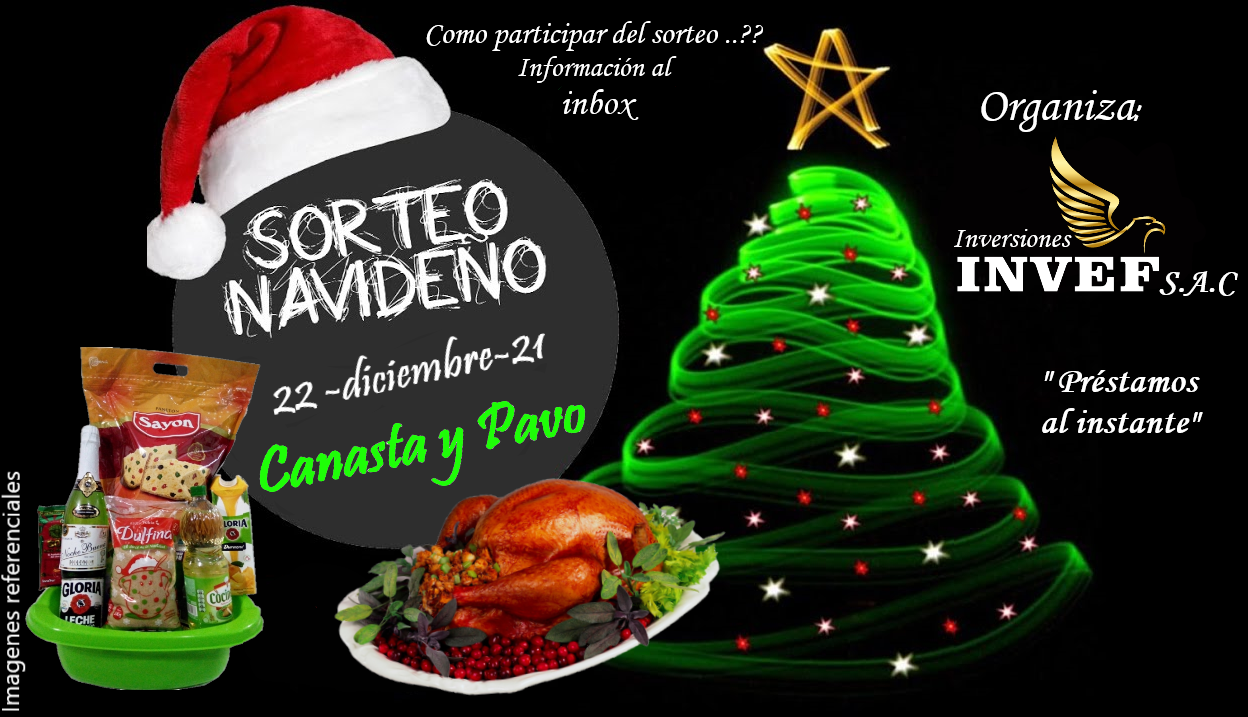 Como participar del sorteo ..??
Información al
inbox
Organiza:
Inversiones
INVEF S.A.C
"Préstamos
al instante"
SORTEO
NAVIDEÑO
22-diciembre-21
Canasta y Pavo
Sayon
Dulfina
GLORIA
GLORIA
LECHE
Imagenes referenciales